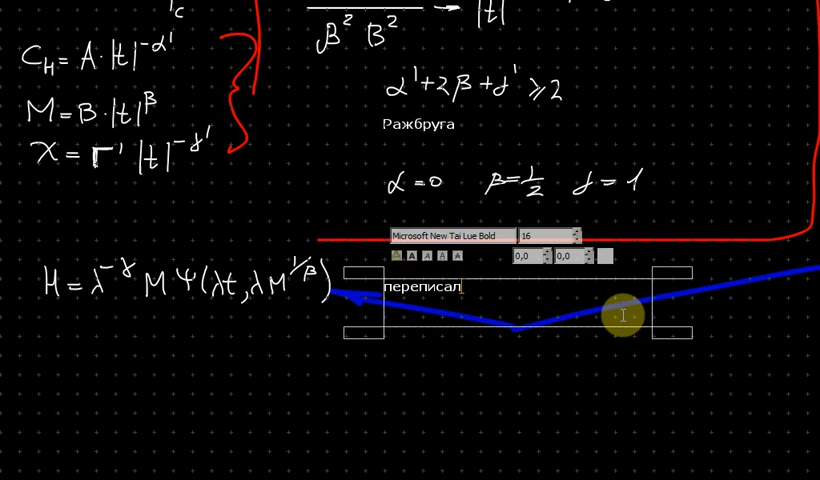 C_H = A·|t|^{-α'}
M = B·|t|^β
χ = Γ' |t|^{-γ'}
β² B² → |t|
α' + 2β + γ' ⩾ 2
Ражбруга
α = 0 β = 1/2 γ = 1
Microsoft New Tai Lue Bold 16
A A A A 0,0 0,0
H = λ^{-γ} M Ψ(λt, λM^{1/β})
переписал